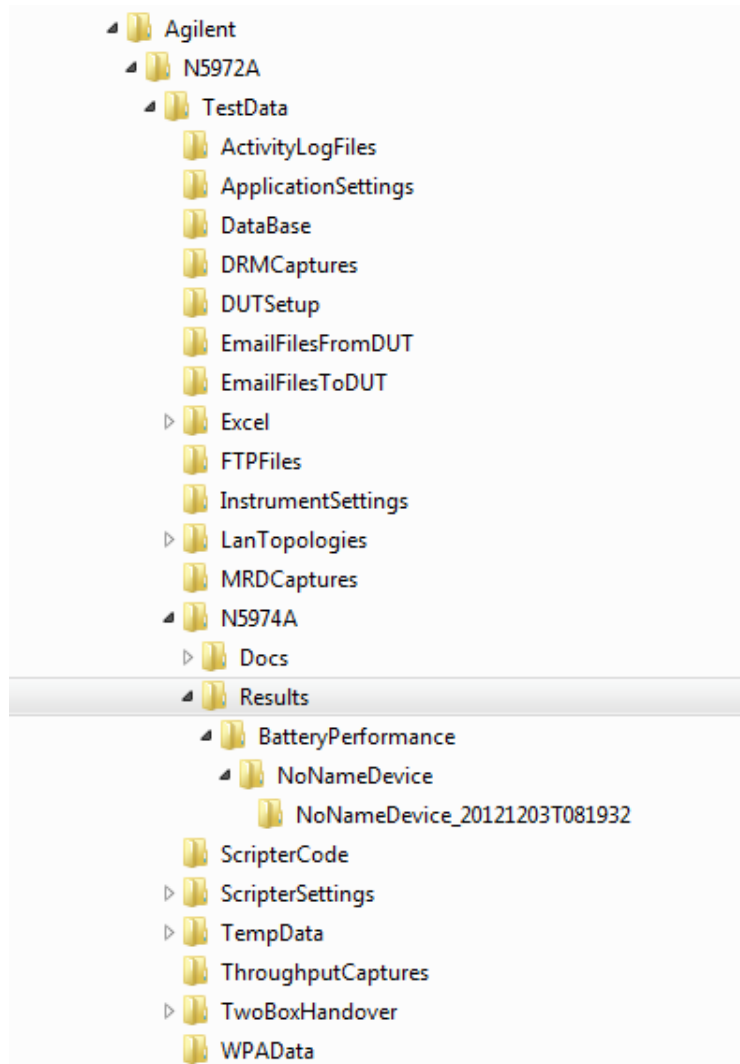 Agilent
N5972A
TestData
ActivityLogFiles
ApplicationSettings
DataBase
DRMCaptures
DUTSetup
EmailFilesFromDUT
EmailFilesToDUT
Excel
FTPFiles
InstrumentSettings
LanTopologies
MRDCaptures
N5974A
Docs
Results
BatteryPerformance
NoNameDevice
NoNameDevice_20121203T081932
ScripterCode
ScripterSettings
TempData
ThroughputCaptures
TwoBoxHandover
WPAData